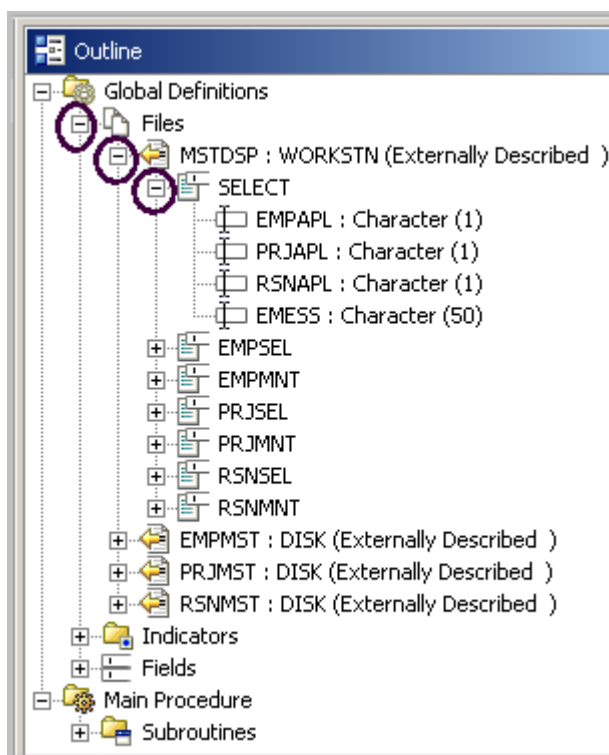 Outline
Global Definitions
Files
MSTDSP : WORKSTN (Externally Described  )
SELECT
EMPAPL : Character (1)
PRJAPL : Character (1)
RSNAPL : Character (1)
EMESS : Character (50)
EMPSEL
EMPMNT
PRJSEL
PRJMNT
RSNSEL
RSNMNT
EMPMST : DISK (Externally Described  )
PRJMST : DISK (Externally Described  )
RSNMST : DISK (Externally Described  )
Indicators
Fields
Main Procedure
Subroutines